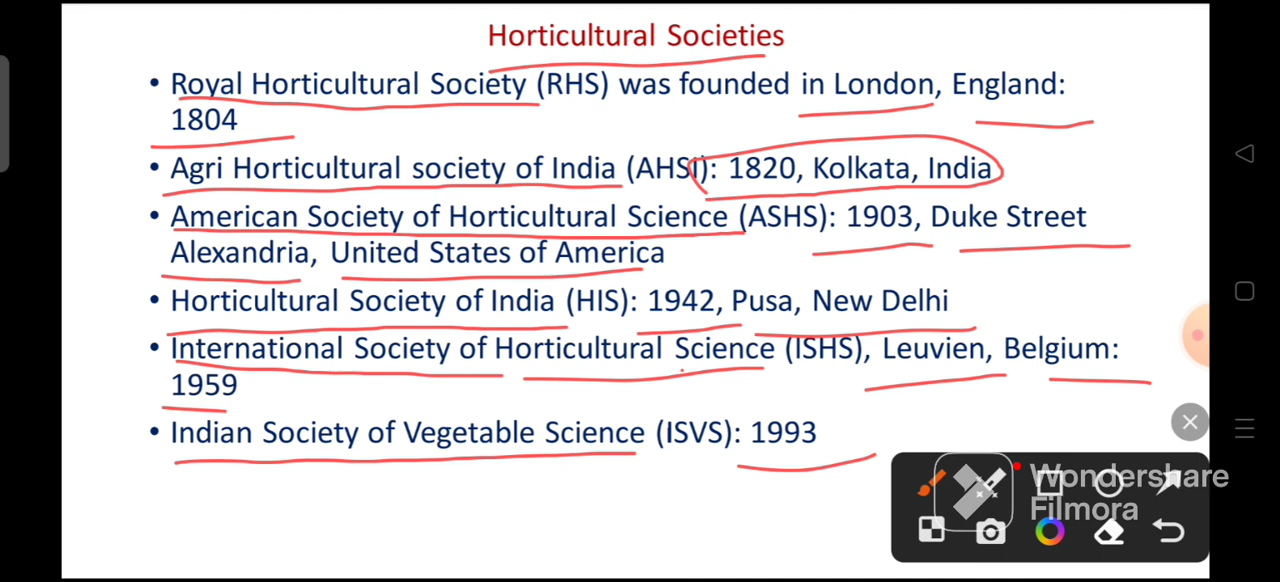 Horticultural Societies
• Royal Horticultural Society (RHS) was founded in London, England:
1804
• Agri Horticultural society of India (AHSI): 1820, Kolkata, India
• American Society of Horticultural Science (ASHS): 1903, Duke Street
Alexandria, United States of America
• Horticultural Society of India (HIS): 1942, Pusa, New Delhi
• International Society of Horticultural Science (ISHS), Leuvien, Belgium:
1959
• Indian Society of Vegetable Science (ISVS): 1993
Wondershare
Filmora